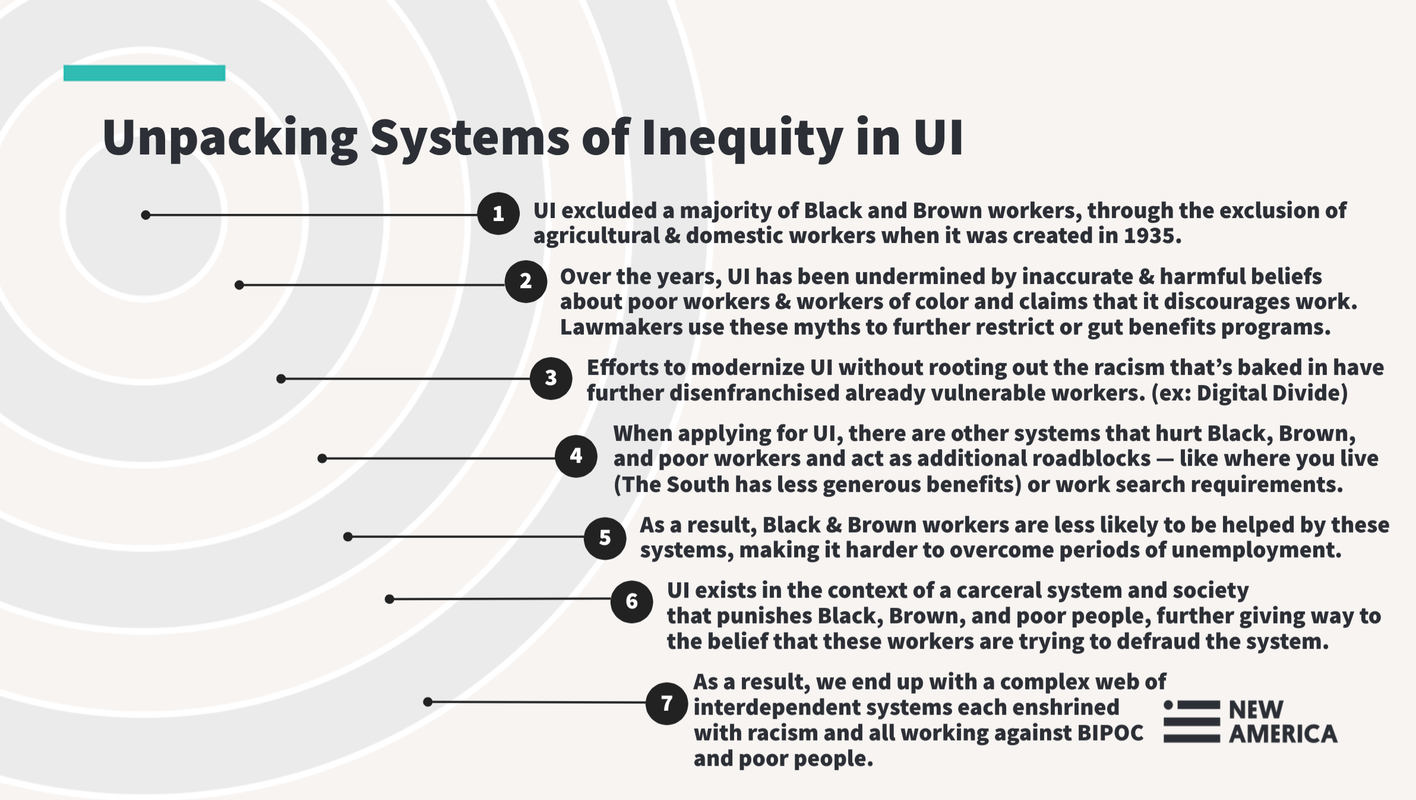 Unpacking Systems of Inequity in UI
1
UI excluded a majority of Black and Brown workers, through the exclusion of
agricultural & domestic workers when it was created in 1935.
2
Over the years, UI has been undermined by inaccurate & harmful beliefs
about poor workers & workers of color and claims that it discourages work.
Lawmakers use these myths to further restrict or gut benefits programs.
3
Efforts to modernize UI without rooting out the racism that’s baked in have
further disenfranchised already vulnerable workers. (ex: Digital Divide)
4
When applying for UI, there are other systems that hurt Black, Brown,
and poor workers and act as additional roadblocks — like where you live
(The South has less generous benefits) or work search requirements.
5
As a result, Black & Brown workers are less likely to be helped by these
systems, making it harder to overcome periods of unemployment.
6
UI exists in the context of a carceral system and society
that punishes Black, Brown, and poor people, further giving way to
the belief that these workers are trying to defraud the system.
7
As a result, we end up with a complex web of
interdependent systems each enshrined
with racism and all working against BIPOC
and poor people.
NEW
AMERICA